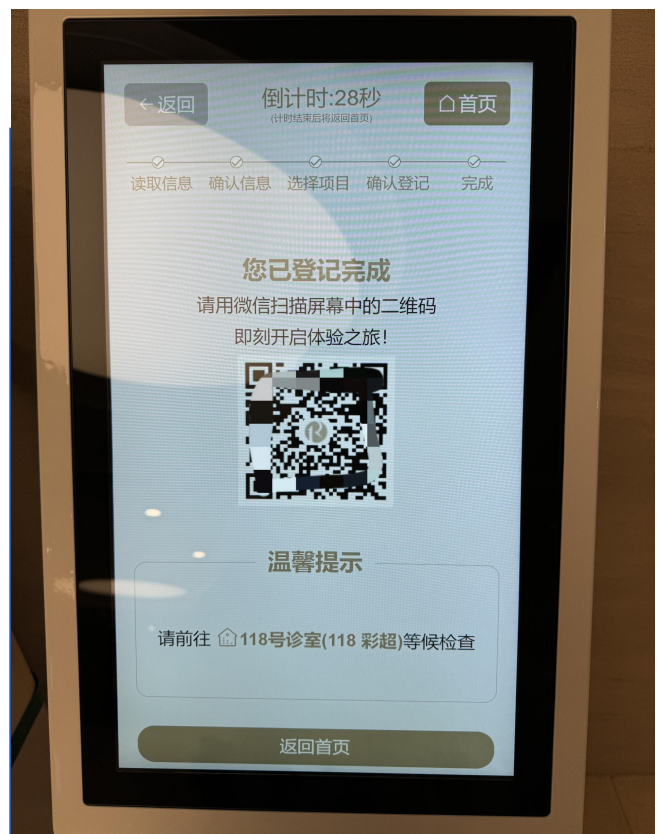 ←返回
倒计时:28秒
(计时结束后将返回首页)
首页
读取信息 确认信息 选择项目 确认登记 完成
您已登记完成
请用微信扫描屏幕中的二维码
即刻开启体验之旅!
温馨提示
请前往 118号诊室(118 彩超)等候检查
返回首页